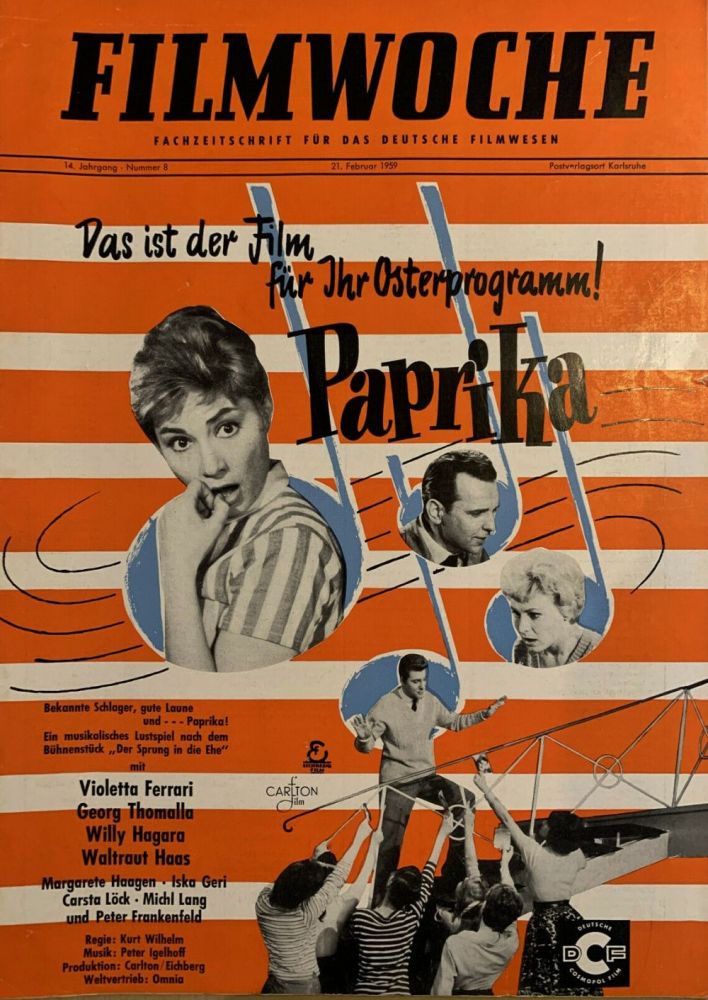 FILMWOCHE
FACHZEITSCHRIFT FÜR DAS DEUTSCHE FILMWESEN
14. Jahrgang · Nummer 8
21. Februar 1959
Postverlagsort Karlsruhe
Das ist der Film
für Ihr Osterprogramm!
Paprika
Bekannte Schlager, gute Laune
und - - - Paprika!
Ein musikalisches Lustspiel nach dem
Bühnenstück „Der Sprung in die Ehe"
mit
Violetta Ferrari
Georg Thomalla
Willy Hagara
Waltraut Haas
Margarete Haagen · Iska Geri
Carsta Löck · Michl Lang
und Peter Frankenfeld
Regie: Kurt Wilhelm
Musik: Peter Igelhoff
Produktion: Carlton/Eichberg
Weltvertrieb: Omnia
EICHBERG
FILM
CARLTON
film
DEUTSCHE
DCF
COSMOPOL FILM